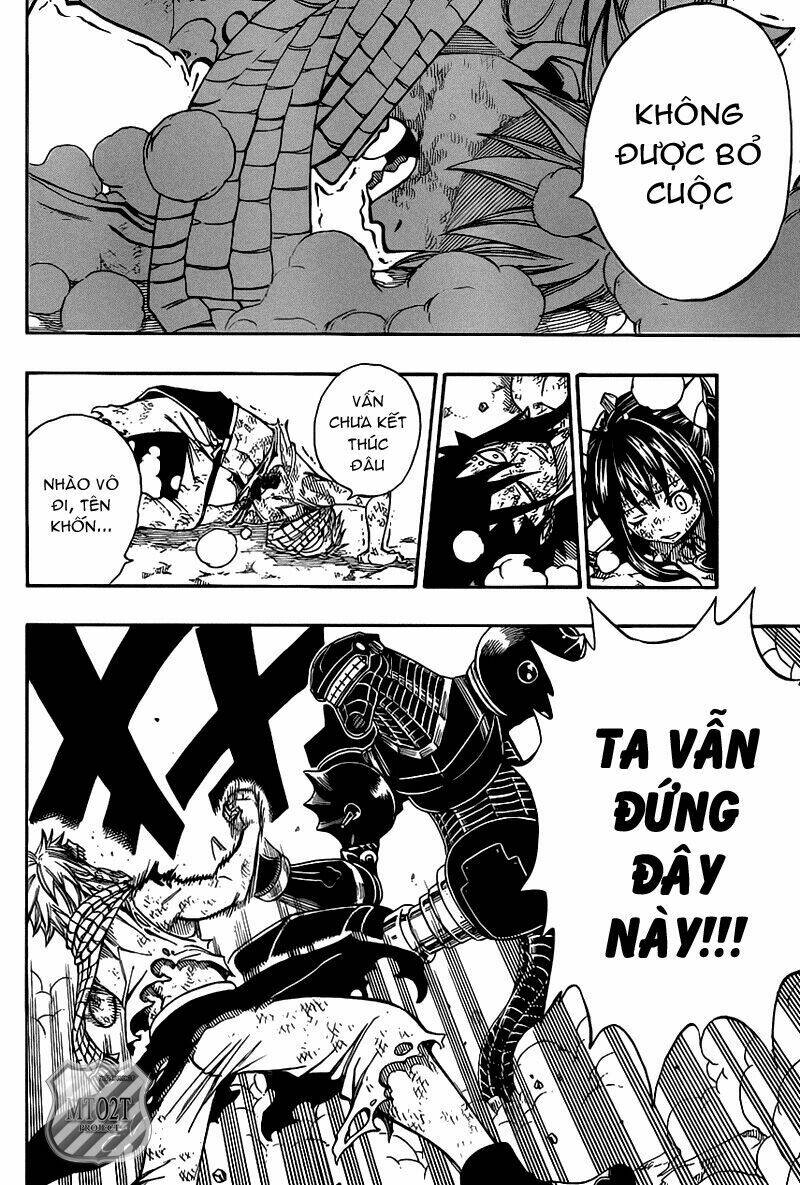 KHÔNG
ĐƯỢC BỎ
CUỘC
VẪN
CHƯA KẾT
THÚC
ĐÂU
NHÀO VÔ
ĐI, TÊN
KHỐN...
TA VẪN
ĐỨNG
ĐÂY
NÀY!!!
MT02T
PROJECT